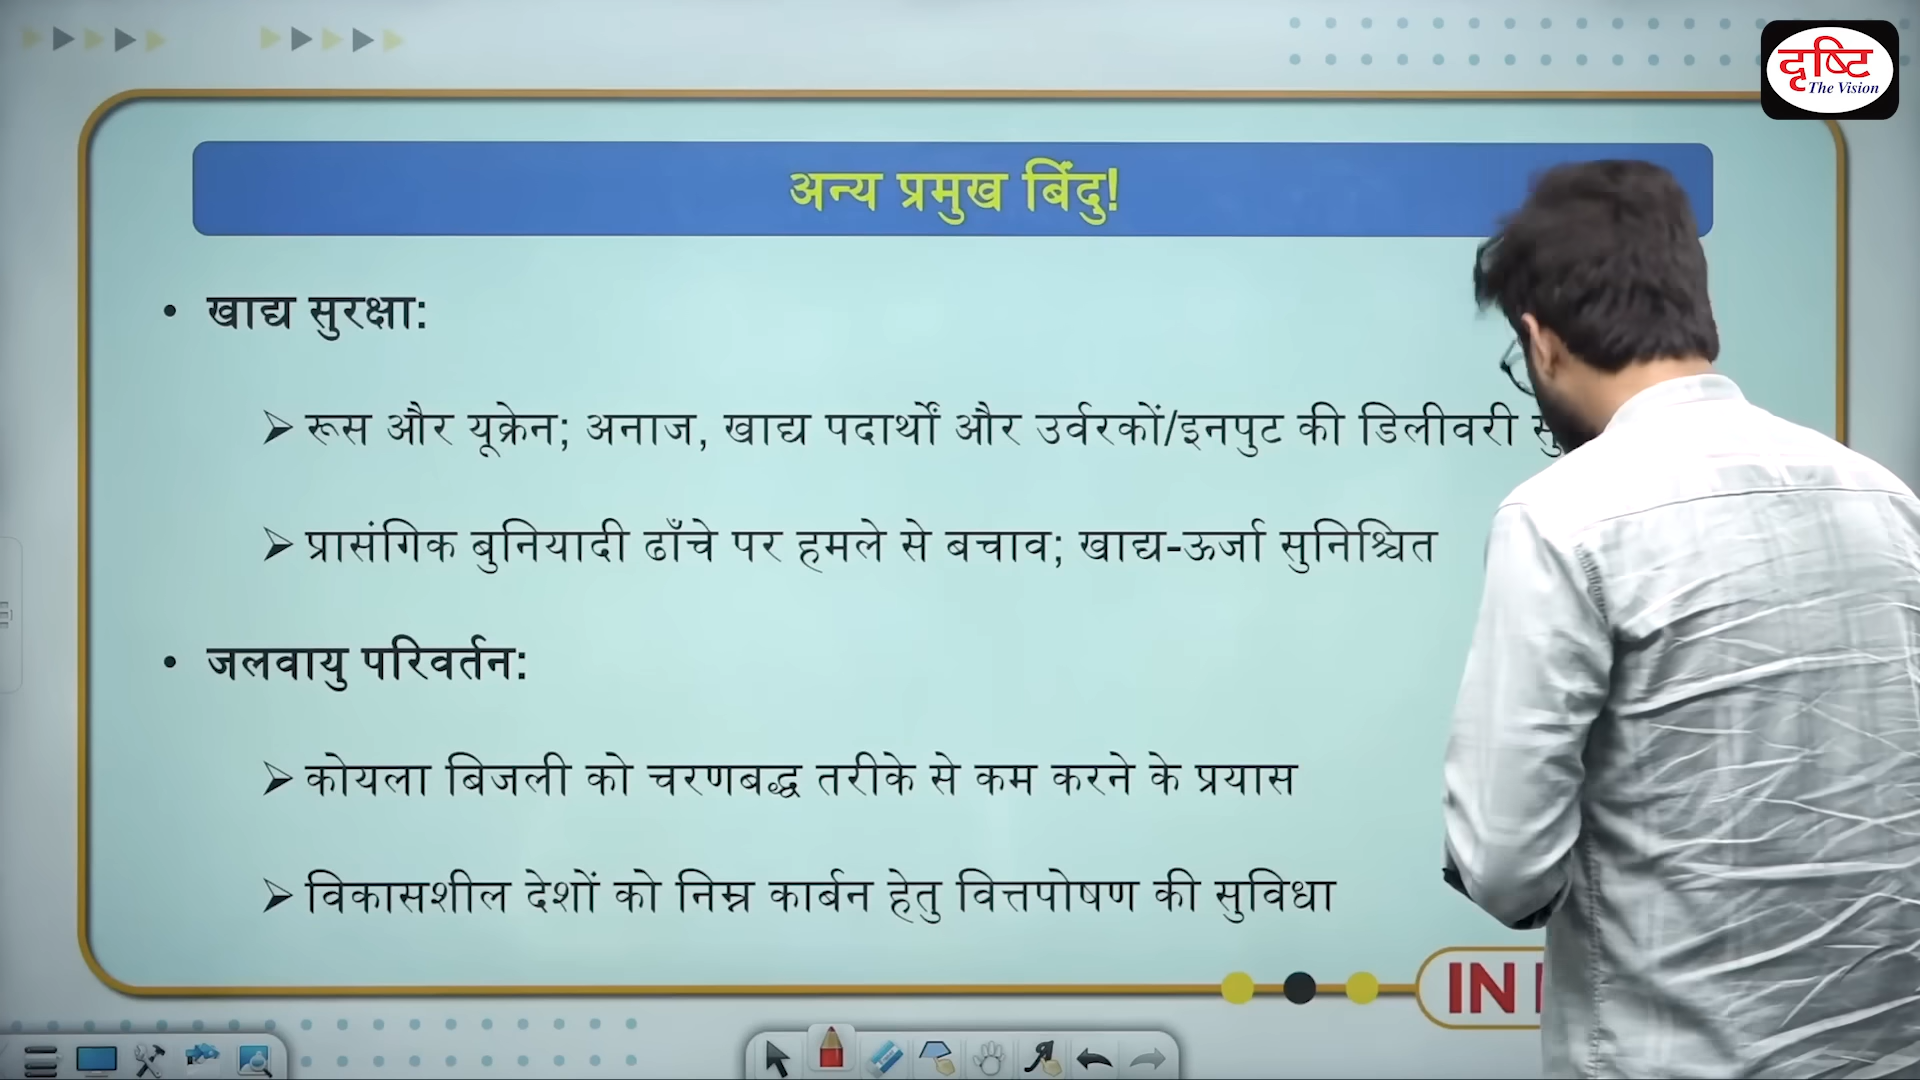 दृष्टि
The Vision
अन्य प्रमुख बिंदु!
• खाद्य सुरक्षा:
➢ रूस और यूक्रेन; अनाज, खाद्य पदार्थों और उर्वरकों/इनपुट की डिलीवरी
➢ प्रासंगिक बुनियादी ढाँचे पर हमले से बचाव; खाद्य-ऊर्जा सुनिश्चित
• जलवायु परिवर्तन:
➢ कोयला बिजली को चरणबद्ध तरीके से कम करने के प्रयास
➢ विकासशील देशों को निम्न कार्बन हेतु वित्तपोषण की सुविधा
IN